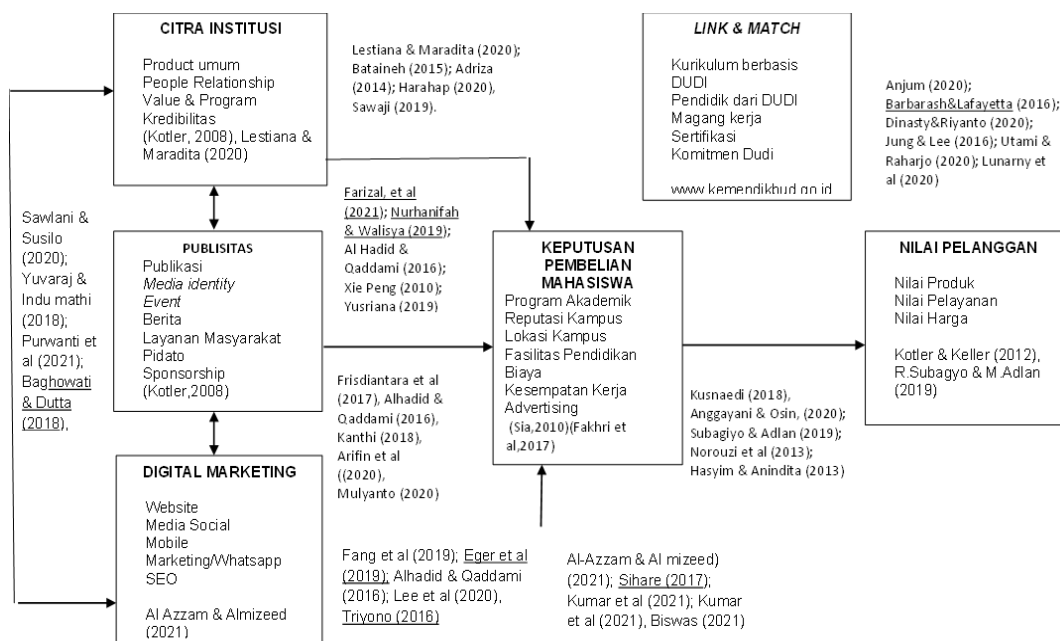 CITRA INSTITUSI
Product umum
People Relationship
Value & Program
Kredibilitas
(Kotler, 2008), Lestiana &
Maradita (2020)
Lestiana & Maradita (2020);
Bataineh (2015); Adriza
(2014); Harahap (2020),
Sawaji (2019).
LINK & MATCH
Kurikulum berbasis
DUDI
Pendidik dari DUDI
Magang kerja
Sertifikasi
Komitmen Dudi
www.kemendikbud.go.id
Anjum (2020);
Barbarash&Lafayetta (2016);
Dinasty&Riyanto (2020);
Jung & Lee (2016); Utami &
Raharjo (2020); Lunarny et
al (2020)
Sawlani &
Susilo
(2020);
Yuvaraj &
Indu mathi
(2018);
Purwanti et
al (2021);
Baghowati
& Dutta
(2018),
PUBLISITAS
Publikasi
Media identity
Event
Berita
Layanan Masyarakat
Pidato
Sponsorship
(Kotler,2008)
Farizal, et al
(2021); Nurhanifah
& Walisya (2019);
Al Hadid &
Qaddami (2016);
Xie Peng (2010);
Yusriana (2019)
KEPUTUSAN
PEMBELIAN
MAHASISWA
Program Akademik
Reputasi Kampus
Lokasi Kampus
Fasilitas Pendidikan
Biaya
Kesempatan Kerja
Advertising
(Sia,2010)(Fakhri et
al,2017)
NILAI PELANGGAN
Nilai Produk
Nilai Pelayanan
Nilai Harga
Kotler & Keller (2012),
R.Subagyo & M.Adlan
(2019)
Frisdiantara et al
(2017), Alhadid &
Qaddami (2016),
Kanthi (2018),
Arifin et al
((2020),
Mulyanto (2020)
Kusnaedi (2018),
Anggayani & Osin, (2020);
Subagiyo & Adlan (2019);
Norouzi et al (2013);
Hasyim & Anindita (2013)
DIGITAL MARKETING
Website
Media Social
Mobile
Marketing/Whatsapp
SEO
Al Azzam & Almizeed
(2021)
Fang et al (2019); Eger et al
(2019); Alhadid & Qaddami
(2016); Lee et al (2020),
Triyono (2016)
Al-Azzam & Al mizeed)
(2021); Sihare (2017);
Kumar et al (2021); Kumar
et al (2021), Biswas (2021)